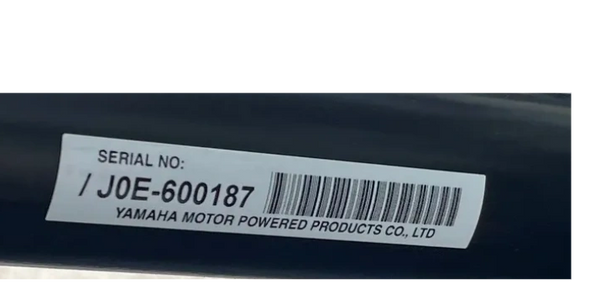 SERIAL NO:
/ J0E-600187
YAMAHA MOTOR POWERED PRODUCTS CO., LTD